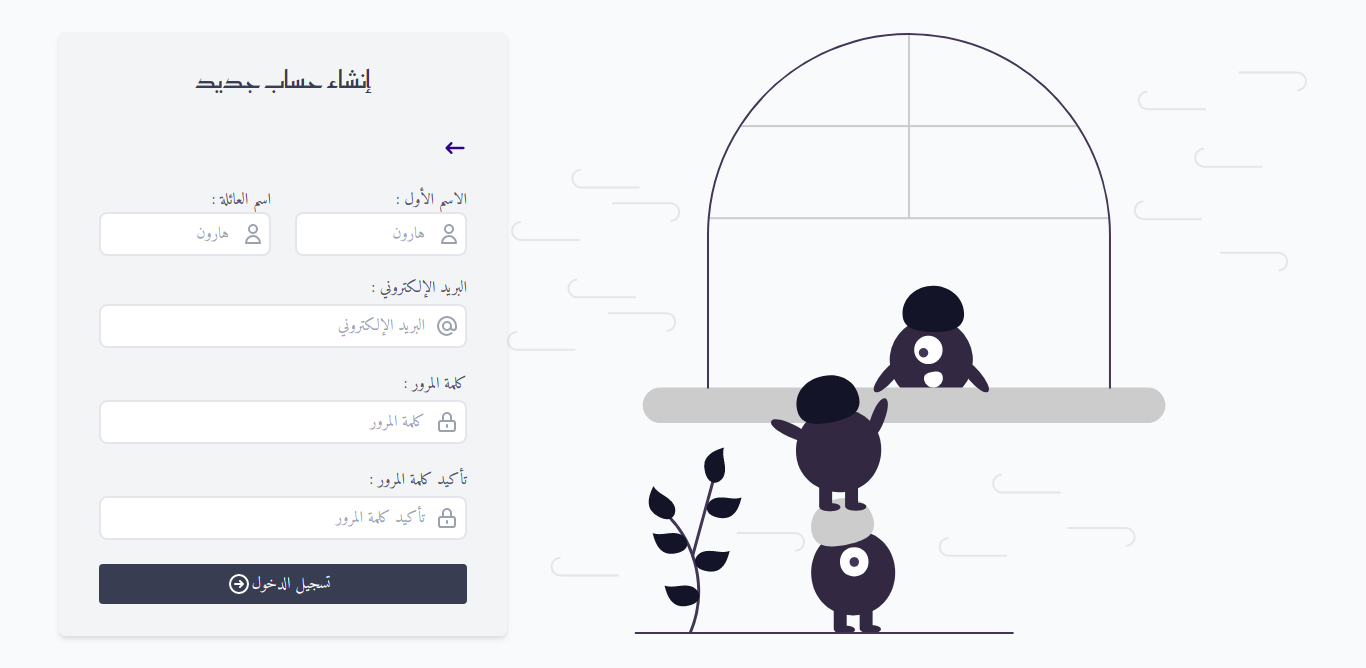 إنشاء حساب جديد
الاسم الأول :
اسم العائلة :
هارون
هارون
البريد الإلكتروني :
البريد الإلكتروني
كلمة المرور :
كلمة المرور
تأكيد كلمة المرور :
تأكيد كلمة المرور
تسجيل الدخول